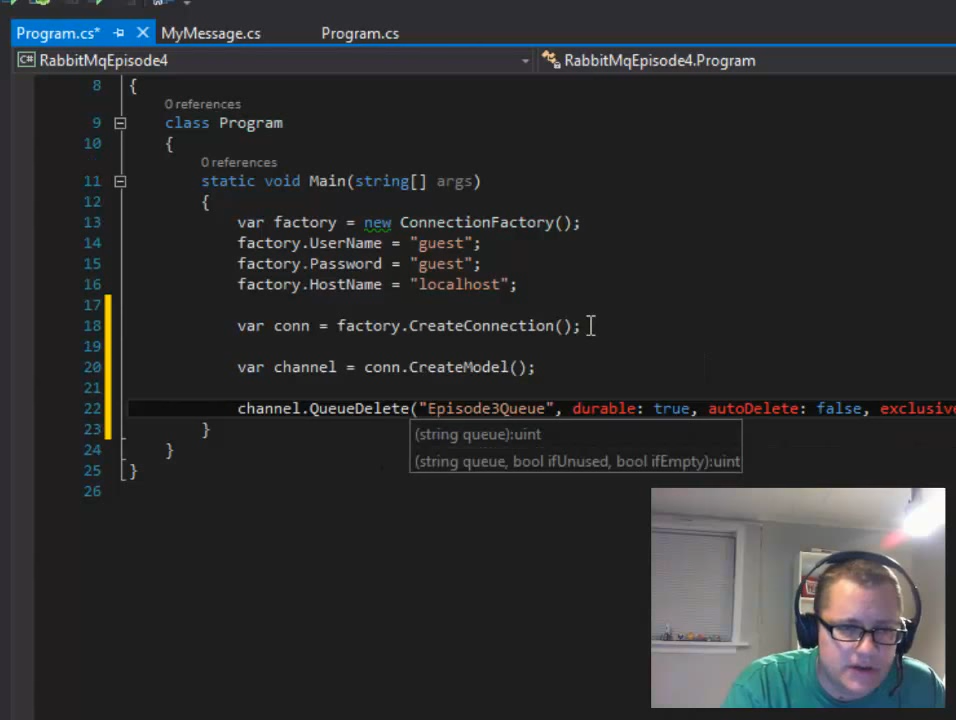 Program.cs*
MyMessage.cs
Program.cs
C# RabbitMqEpisode4
RabbitMqEpisode4.Program
8 {
0 references
9 class Program
10 {
0 references
11 static void Main(string[] args)
12 {
13 var factory = new ConnectionFactory();
14 factory.UserName = "guest";
15 factory.Password = "guest";
16 factory.HostName = "localhost";
17
18 var conn = factory.CreateConnection();
19
20 var channel = conn.CreateModel();
21
22 channel.QueueDelete("Episode3Queue", durable: true, autoDelete: false, exclusive
(string queue):uint
23 }
(string queue, bool ifUnused, bool ifEmpty):uint
24 }
25 }
26